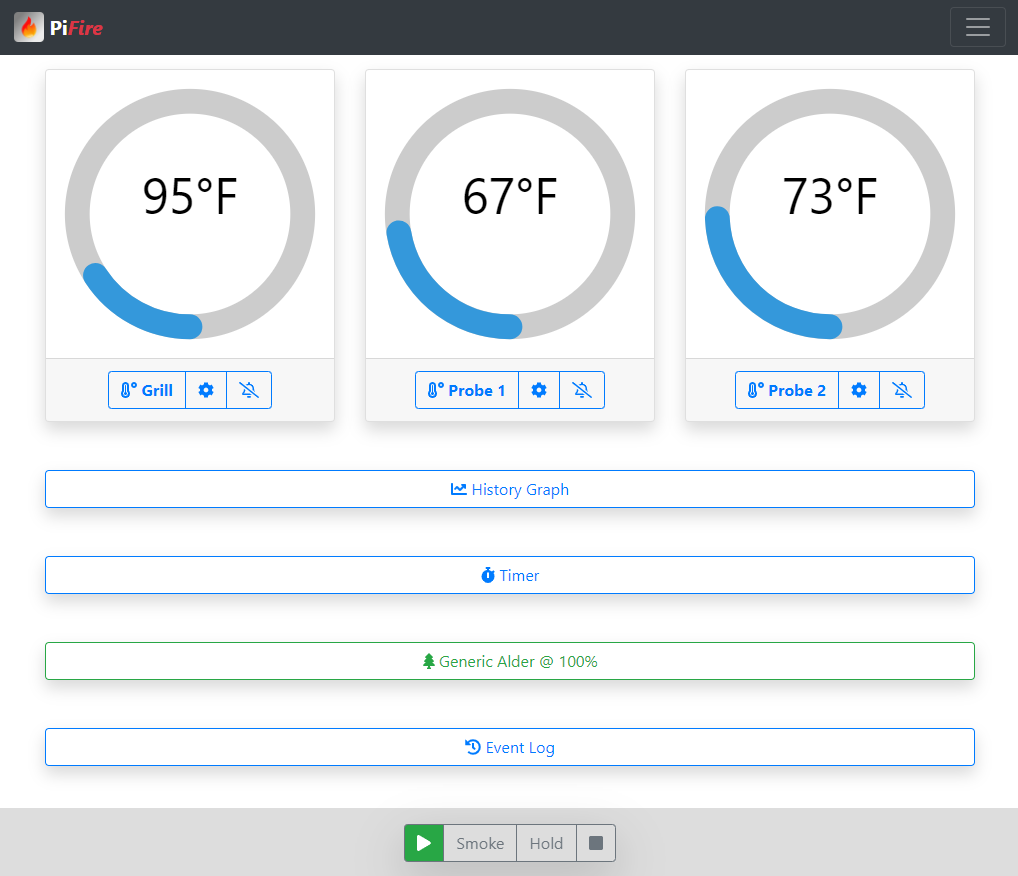 PiFire
95°F
67°F
73°F
Grill
Probe 1
Probe 2
History Graph
Timer
Generic Alder @ 100%
Event Log
Smoke Hold